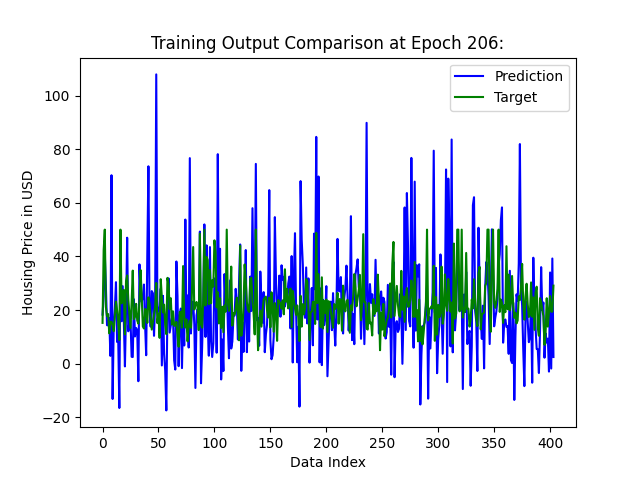 Training Output Comparison at Epoch 206:
Prediction
Target
Housing Price in USD
100
80
60
40
20
0
−20
0 50 100 150 200 250 300 350 400
Data Index